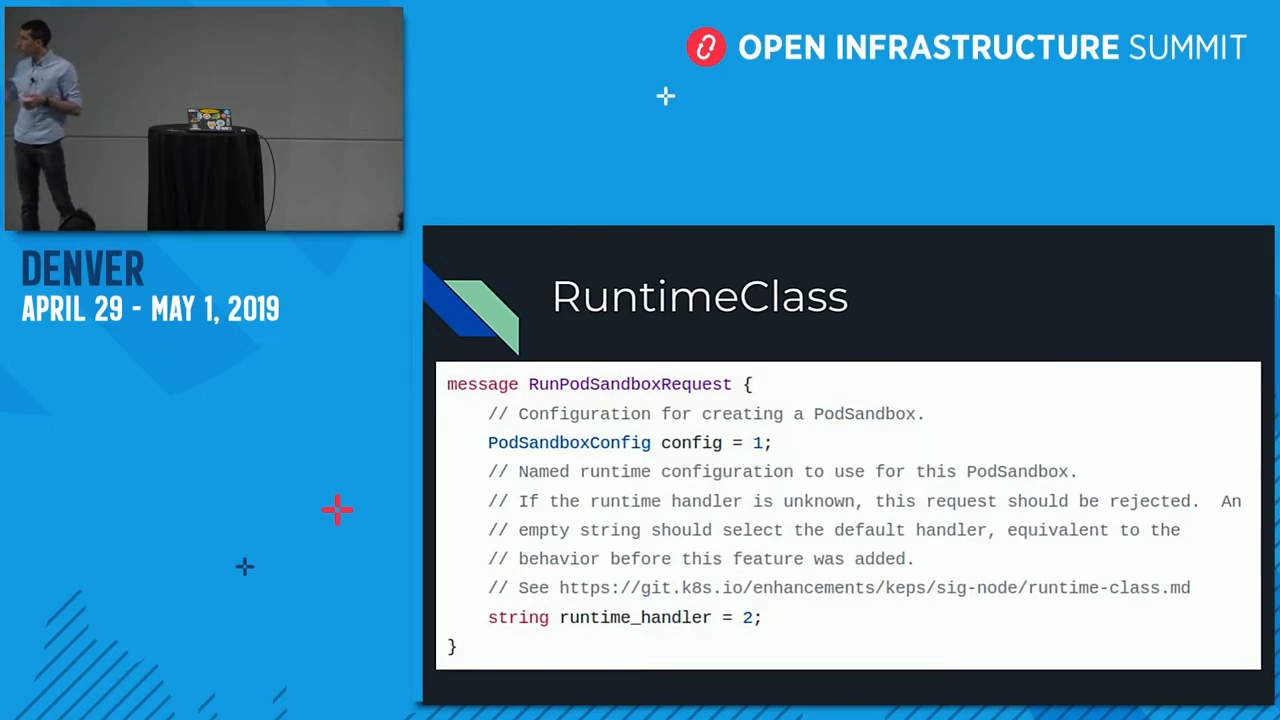 OPEN INFRASTRUCTURE SUMMIT
DENVER
APRIL 29 - MAY 1, 2019
RuntimeClass
message RunPodSandboxRequest {
    // Configuration for creating a PodSandbox.
    PodSandboxConfig config = 1;
    // Named runtime configuration to use for this PodSandbox.
    // If the runtime handler is unknown, this request should be rejected.  An
    // empty string should select the default handler, equivalent to the
    // behavior before this feature was added.
    // See https://git.k8s.io/enhancements/keps/sig-node/runtime-class.md
    string runtime_handler = 2;
}